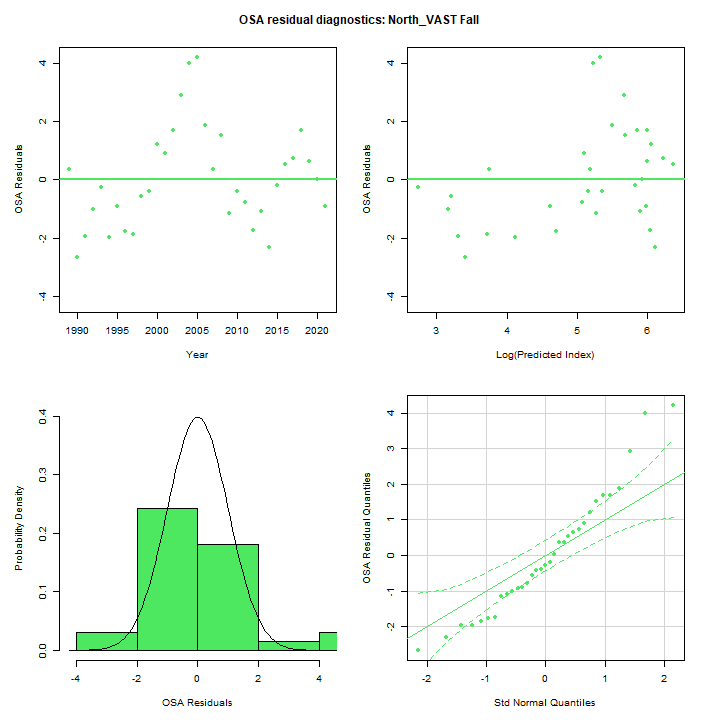 OSA residual diagnostics: North_VAST Fall
OSA Residuals
4
2
0
-2
-4
1990 1995 2000 2005 2010 2015 2020
Year
OSA Residuals
4
2
0
-2
-4
3 4 5 6
Log(Predicted Index)
Probability Density
0.4
0.3
0.2
0.1
0.0
-4 -2 0 2 4
OSA Residuals
OSA Residual Quantiles
4
3
2
1
0
-1
-2
-2 -1 0 1 2
Std Normal Quantiles